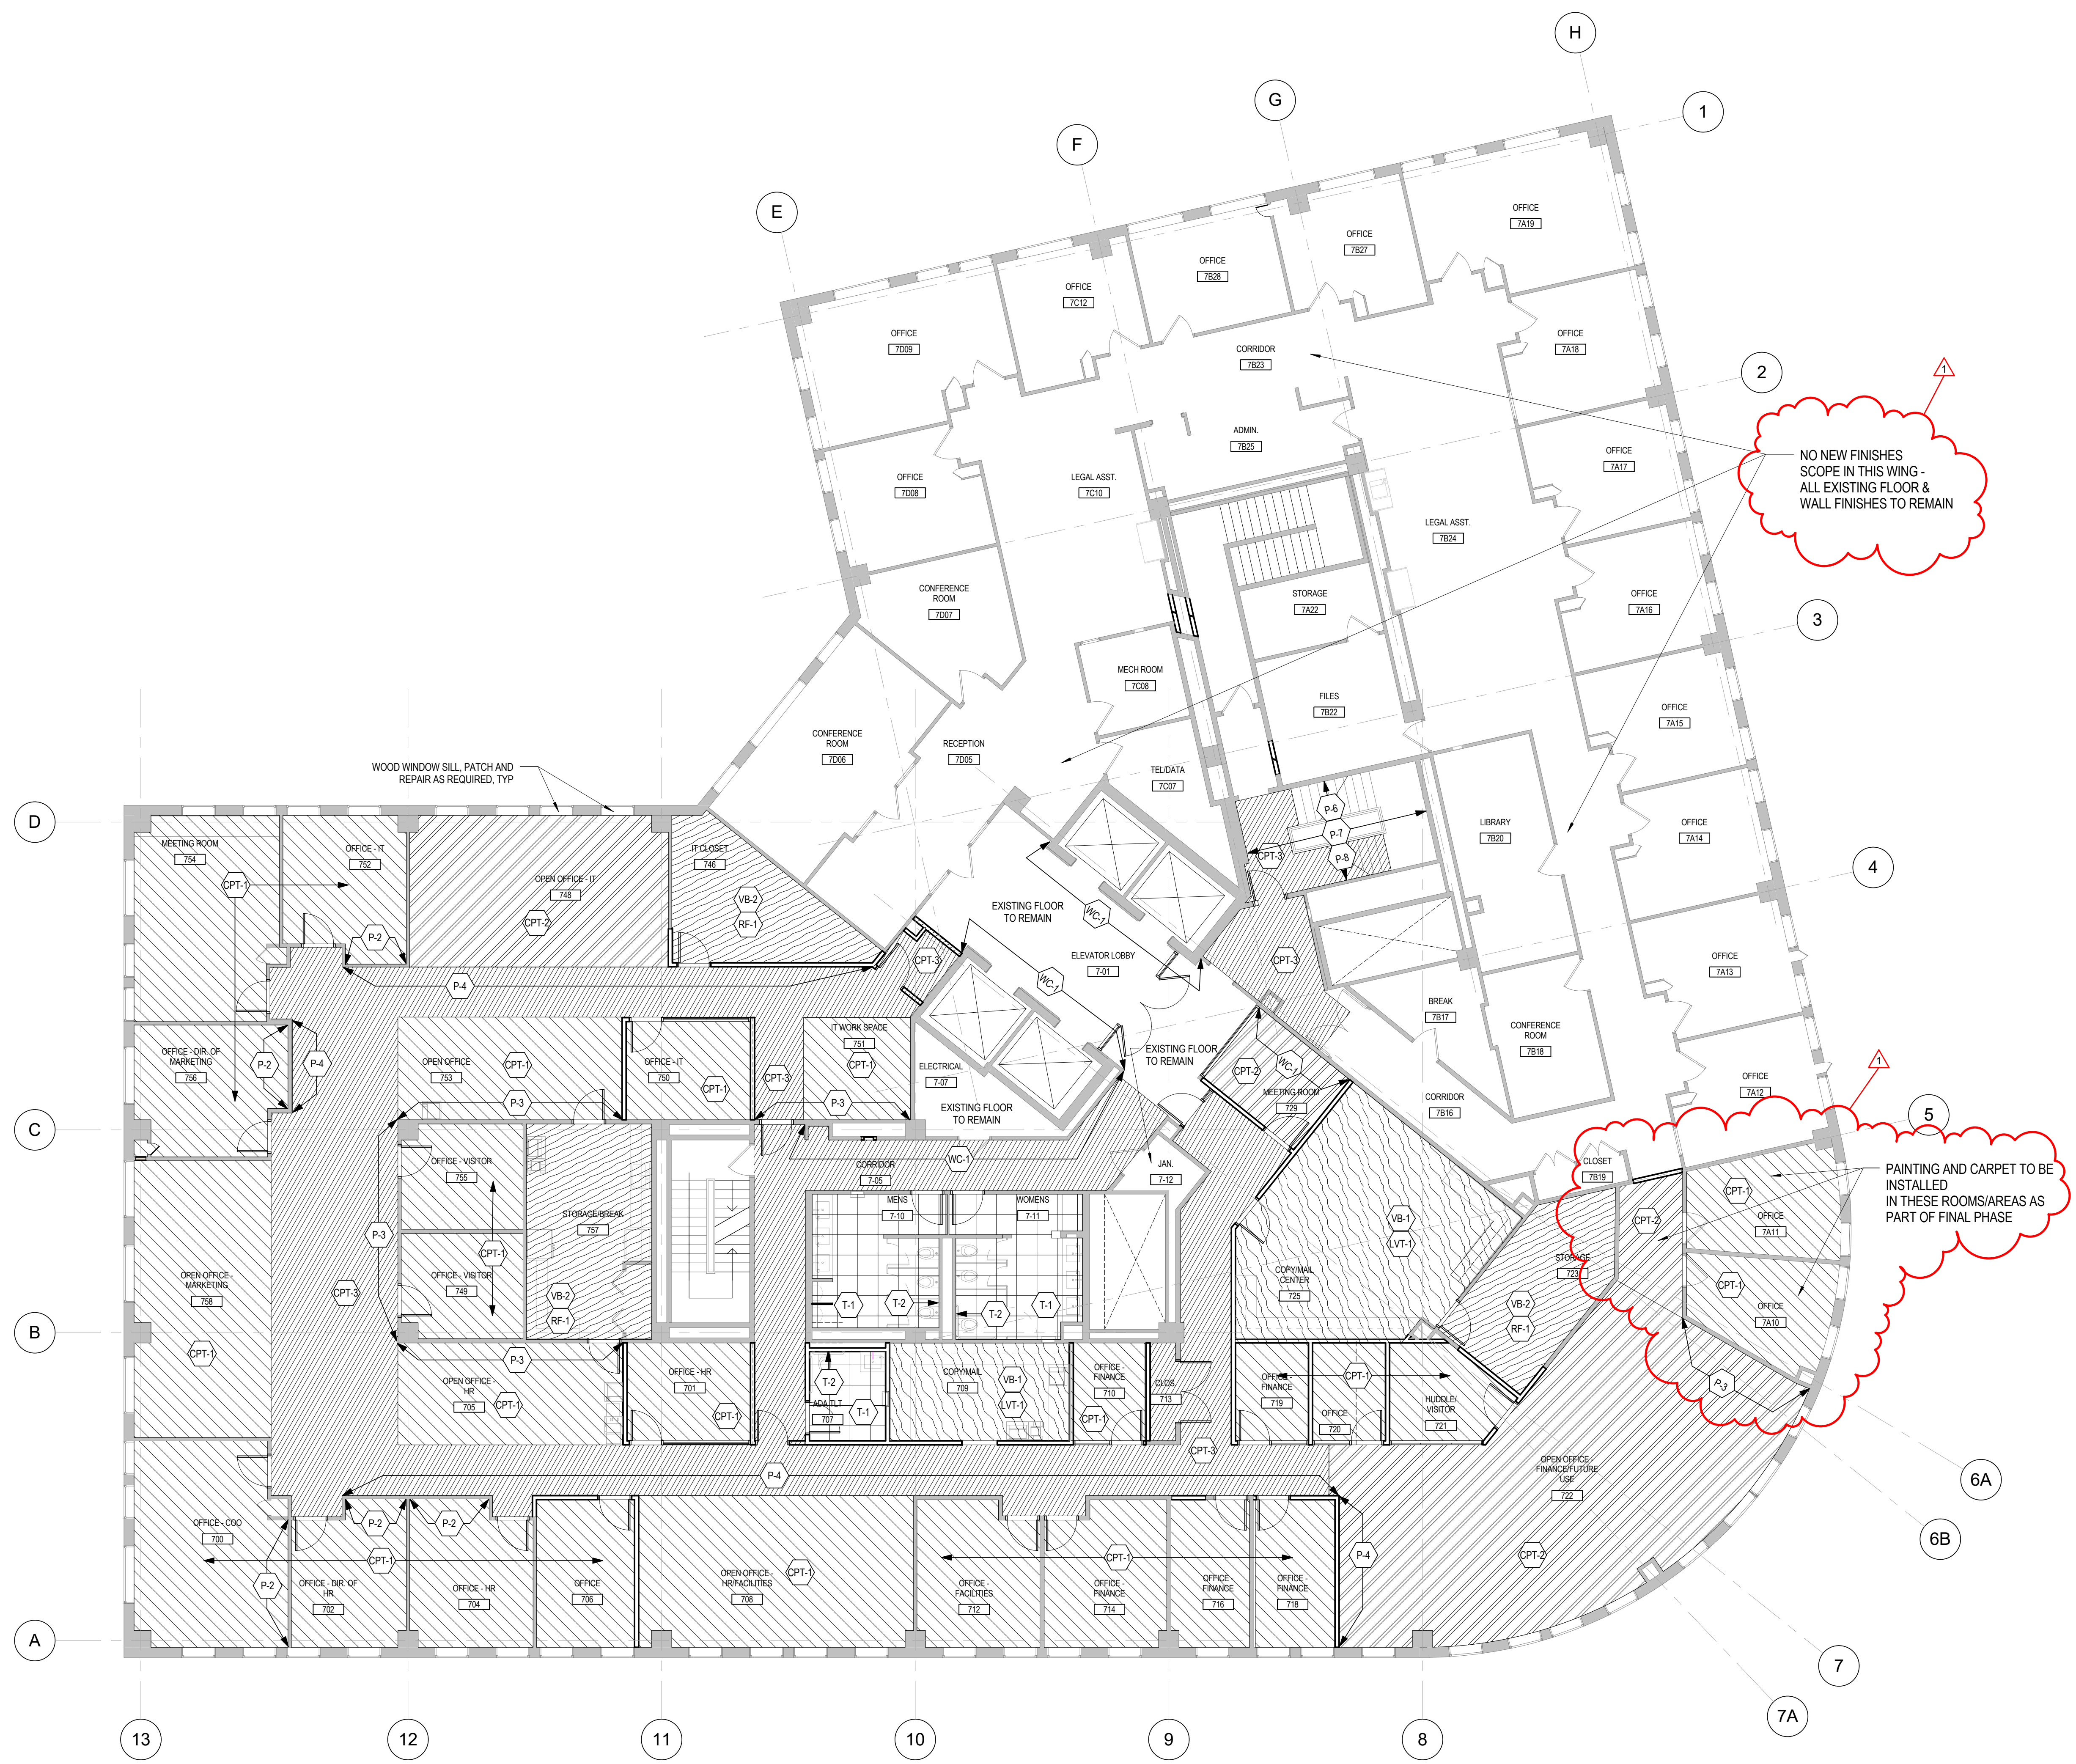 H
1
G
F
E
OFFICE
7A19
OFFICE
7B27
OFFICE
7B28
OFFICE
7C12
OFFICE
7D09
OFFICE
7A18
CORRIDOR
7B23
2
1
ADMIN.
7B25
OFFICE
7A17
NO NEW FINISHES
SCOPE IN THIS WING -
ALL EXISTING FLOOR &
WALL FINISHES TO REMAIN
OFFICE
7D08
LEGAL ASST.
7C10
LEGAL ASST.
7B24
CONFERENCE
ROOM
7D07
STORAGE
7A22
OFFICE
7A16
3
MECH ROOM
7C08
FILES
7B22
OFFICE
7A15
CONFERENCE
ROOM
7D06
RECEPTION
7D05
TEL/DATA
7C07
WOOD WINDOW SILL, PATCH AND
REPAIR AS REQUIRED, TYP
D
P-6
P-7
P-8
CPT-3
LIBRARY
7B20
OFFICE
7A14
4
MEETING ROOM
754
OFFICE - IT
752
CPT-1
P-2
OPEN OFFICE - IT
748
CPT-2
IT CLOSET
746
VB-2
RF-1
EXISTING FLOOR
TO REMAIN
WC-1
ELEVATOR LOBBY
7-01
WC-1
CPT-3
CPT-3
P-4
OFFICE
7A13
BREAK
7B17
CONFERENCE
ROOM
7B18
OFFICE - DIR. OF
MARKETING
756
P-2
P-4
OPEN OFFICE
753
CPT-1
P-3
OFFICE - IT
750
CPT-1
CPT-3
IT WORK SPACE
751
CPT-1
P-3
ELECTRICAL
7-07
EXISTING FLOOR
TO REMAIN
EXISTING FLOOR
TO REMAIN
CPT-2
WC-1
MEETING ROOM
729
CORRIDOR
7B16
OFFICE
7A12
1
5
C
OFFICE - VISITOR
755
CPT-1
OFFICE - VISITOR
749
P-3
STORAGE/BREAK
757
VB-2
RF-1
CORRIDOR
7-05
WC-1
JAN.
7-12
MENS
7-10
WOMENS
7-11
T-1
T-2
T-2
T-1
CLOSET
7B19
CPT-2
CPT-1
OFFICE
7A11
CPT-1
OFFICE
7A10
PAINTING AND CARPET TO BE
INSTALLED
IN THESE ROOMS/AREAS AS
PART OF FINAL PHASE
VB-1
LVT-1
COPY/MAIL
CENTER
725
STORAGE
723
VB-2
RF-1
P-3
OPEN OFFICE -
MARKETING
758
CPT-1
CPT-3
B
P-3
OPEN OFFICE -
HR
705
CPT-1
OFFICE - HR
701
CPT-1
T-2
ADA TLT
707
T-1
COPY/MAIL
709
VB-1
LVT-1
OFFICE -
FINANCE
710
CPT-1
CLOS.
713
CPT-3
OFFICE -
FINANCE
719
CPT-1
OFFICE
720
HUDDLE/
VISITOR
721
P-4
OPEN OFFICE -
FINANCE/FUTURE
USE
722
CPT-2
P-4
6A
6B
OFFICE - COO
700
P-2
CPT-1
OFFICE - DIR. OF
HR
702
P-2
P-2
OFFICE - HR
704
OFFICE
706
OPEN OFFICE -
HR/FACILITIES
708
CPT-1
OFFICE -
FACILITIES
712
CPT-1
OFFICE -
FINANCE
714
OFFICE -
FINANCE
716
OFFICE -
FINANCE
718
A
7
7A
13
12
11
10
9
8